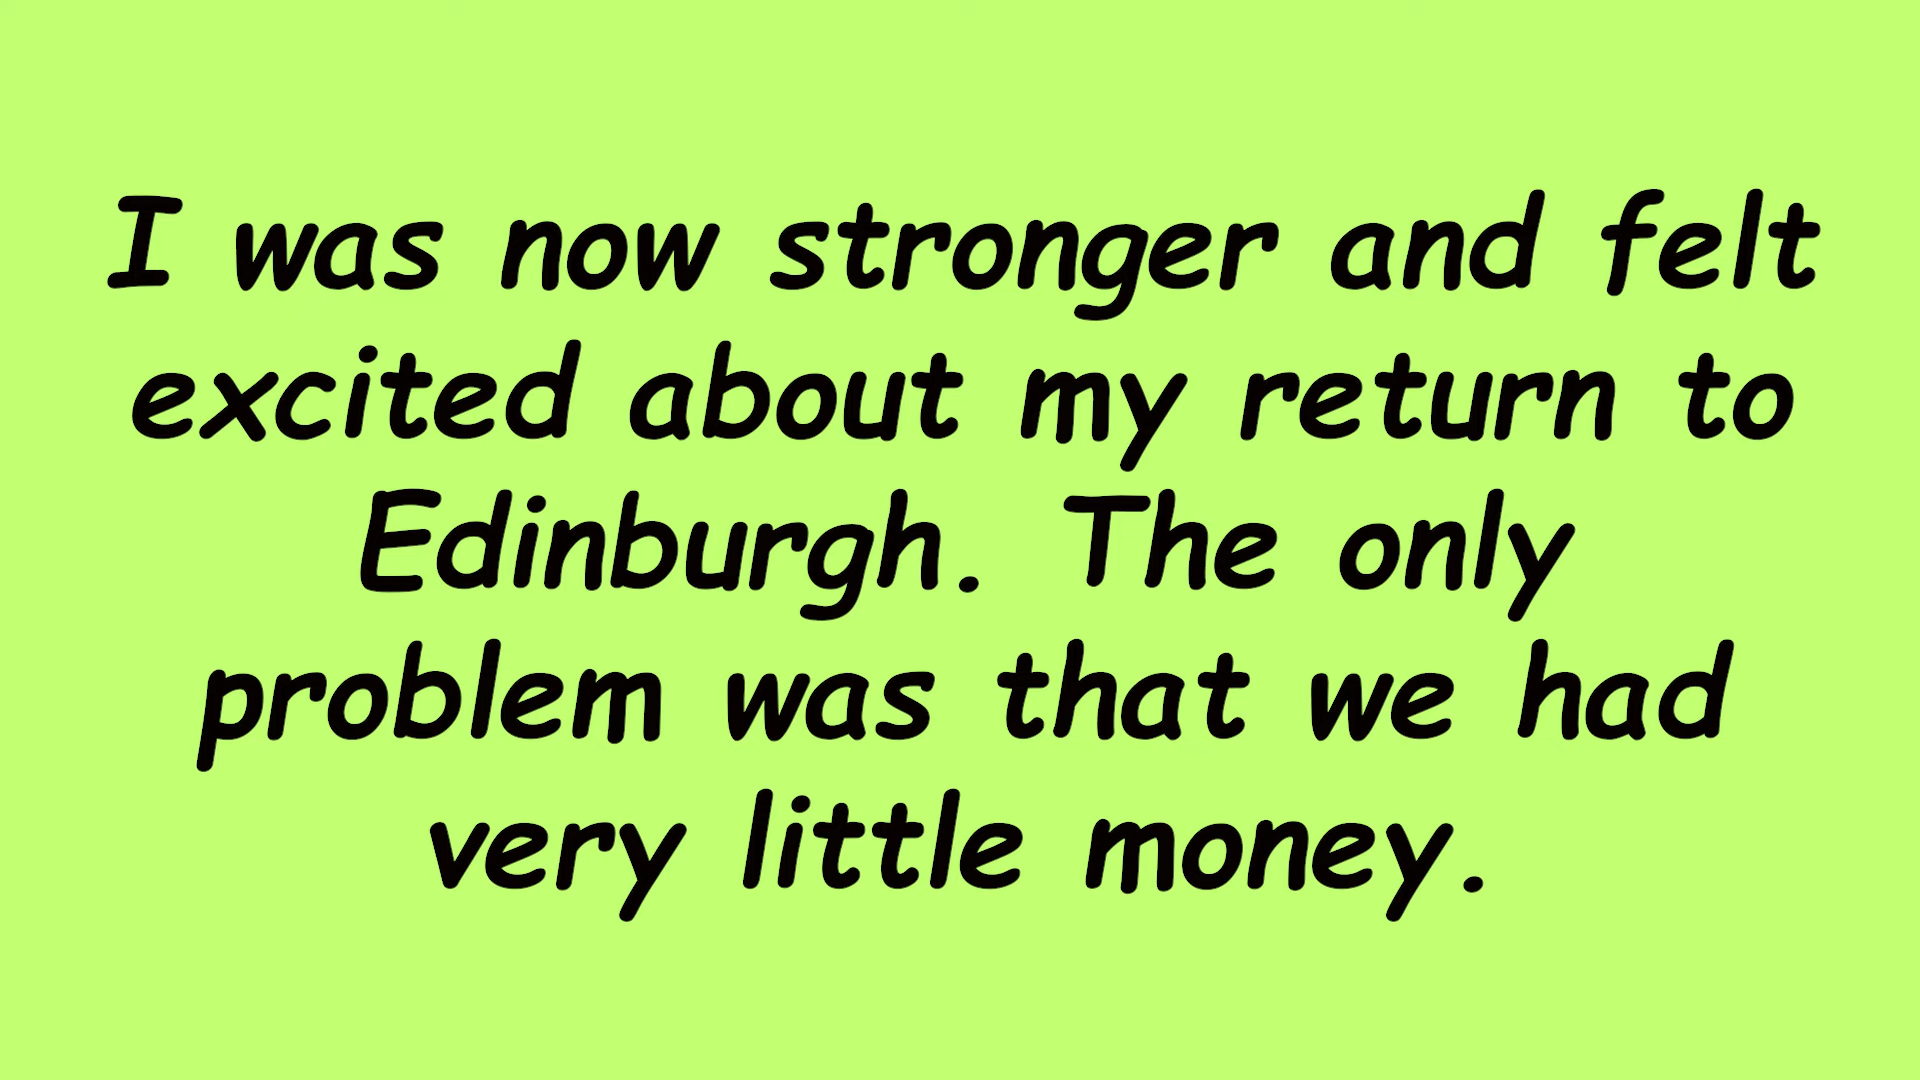 I was now stronger and felt
excited about my return to
Edinburgh. The only
problem was that we had
very little money.